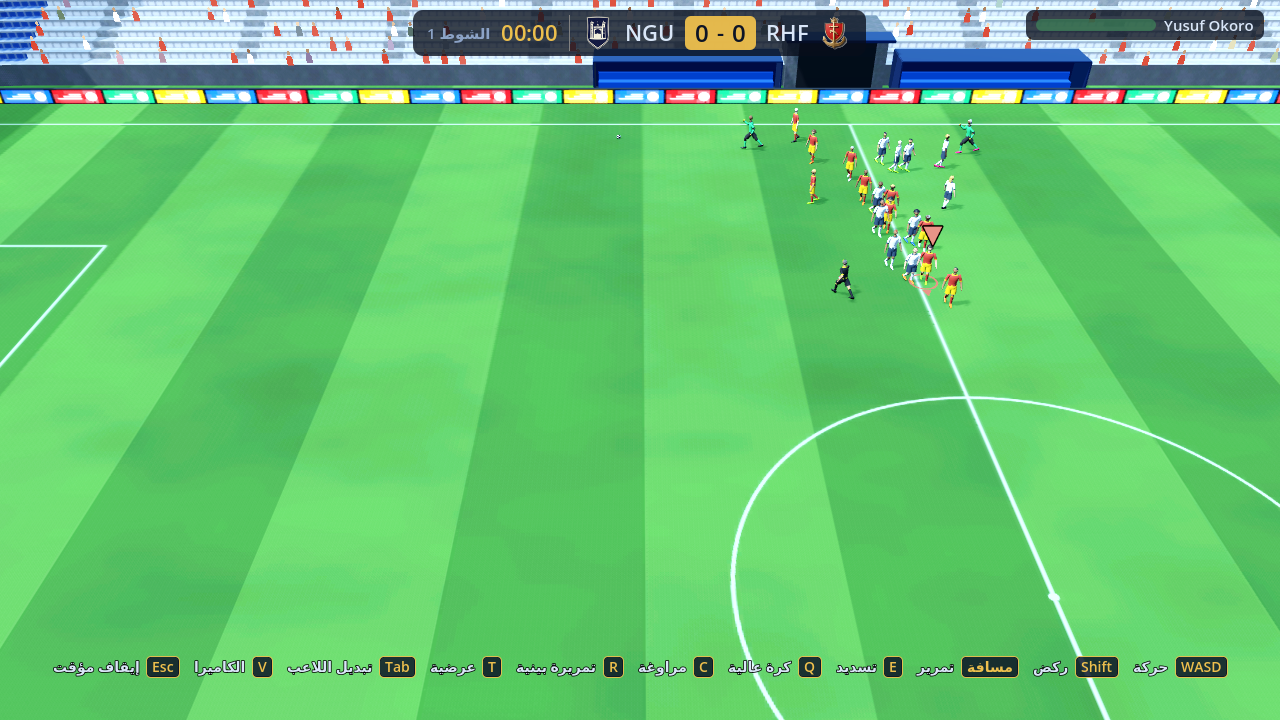 الشوط 1 00:00 NGU 0 - 0 RHF
Yusuf Okoro
WASD حركة Shift ركض مسافة تمرير E تسديد Q كرة عالية C مراوغة R تمريرة بينية T عرضية Tab تبديل اللاعب V الكاميرا Esc إيقاف مؤقت